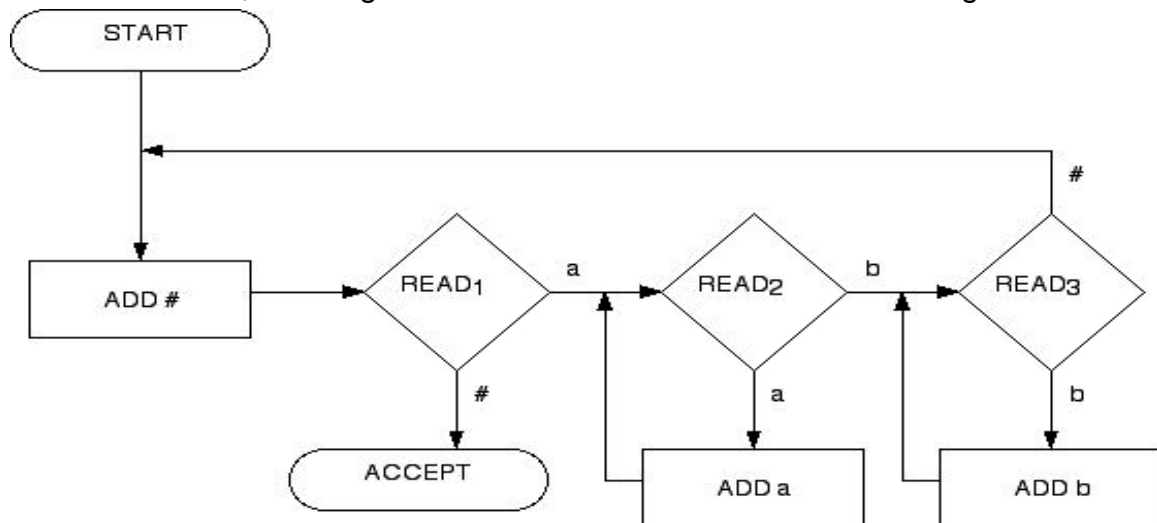 START
#
a
b
READ1
READ2
READ3
ADD #
#
a
b
ACCEPT
ADD a
ADD b